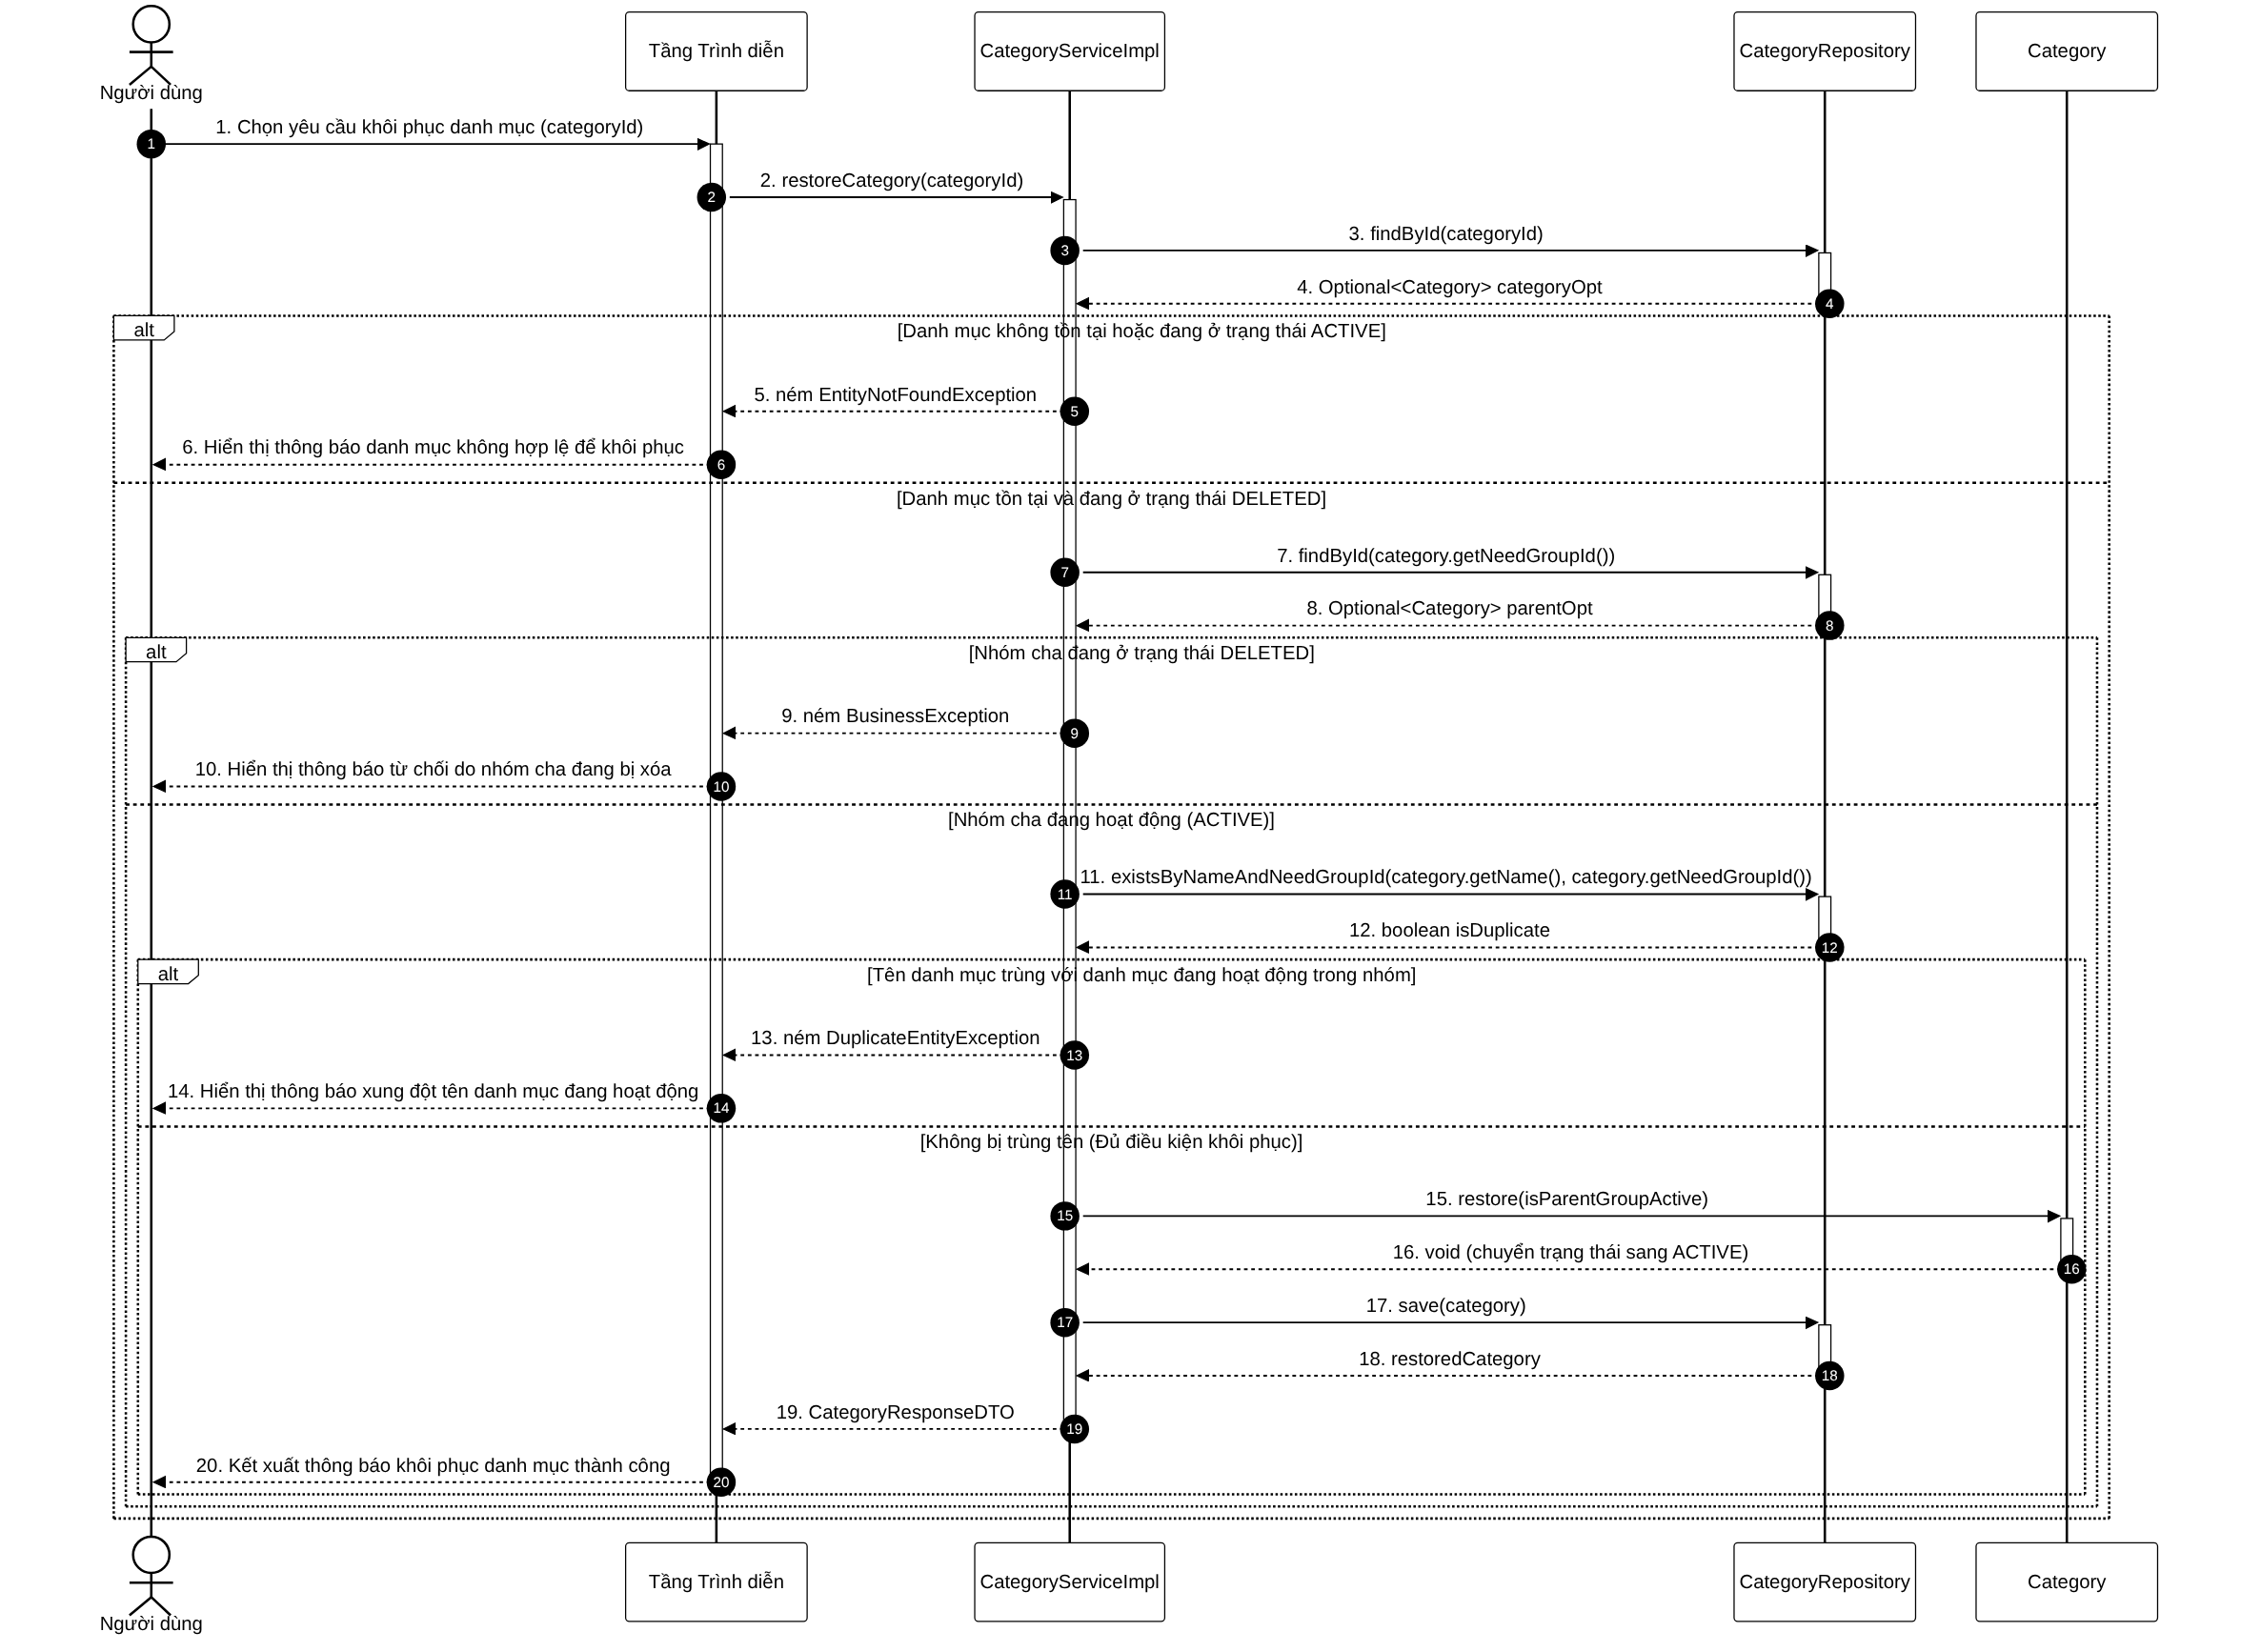 Người dùng
Tầng Trình diễn
CategoryServiceImpl
CategoryRepository
Category
1. Chọn yêu cầu khôi phục danh mục (categoryId)
1
2. restoreCategory(categoryId)
2
3. findById(categoryId)
3
4. Optional<Category> categoryOpt
4
alt
[Danh mục không tồn tại hoặc đang ở trạng thái ACTIVE]
5. ném EntityNotFoundException
5
6. Hiển thị thông báo danh mục không hợp lệ để khôi phục
6
[Danh mục tồn tại và đang ở trạng thái DELETED]
7. findById(category.getNeedGroupId())
7
8. Optional<Category> parentOpt
8
alt
[Nhóm cha đang ở trạng thái DELETED]
9. ném BusinessException
9
10. Hiển thị thông báo từ chối do nhóm cha đang bị xóa
10
[Nhóm cha đang hoạt động (ACTIVE)]
11. existsByNameAndNeedGroupId(category.getName(), category.getNeedGroupId())
11
12. boolean isDuplicate
12
alt
[Tên danh mục trùng với danh mục đang hoạt động trong nhóm]
13. ném DuplicateEntityException
13
14. Hiển thị thông báo xung đột tên danh mục đang hoạt động
14
[Không bị trùng tên (Đủ điều kiện khôi phục)]
15. restore(isParentGroupActive)
15
16. void (chuyển trạng thái sang ACTIVE)
16
17. save(category)
17
18. restoredCategory
18
19. CategoryResponseDTO
19
20. Kết xuất thông báo khôi phục danh mục thành công
20
Người dùng
Tầng Trình diễn
CategoryServiceImpl
CategoryRepository
Category